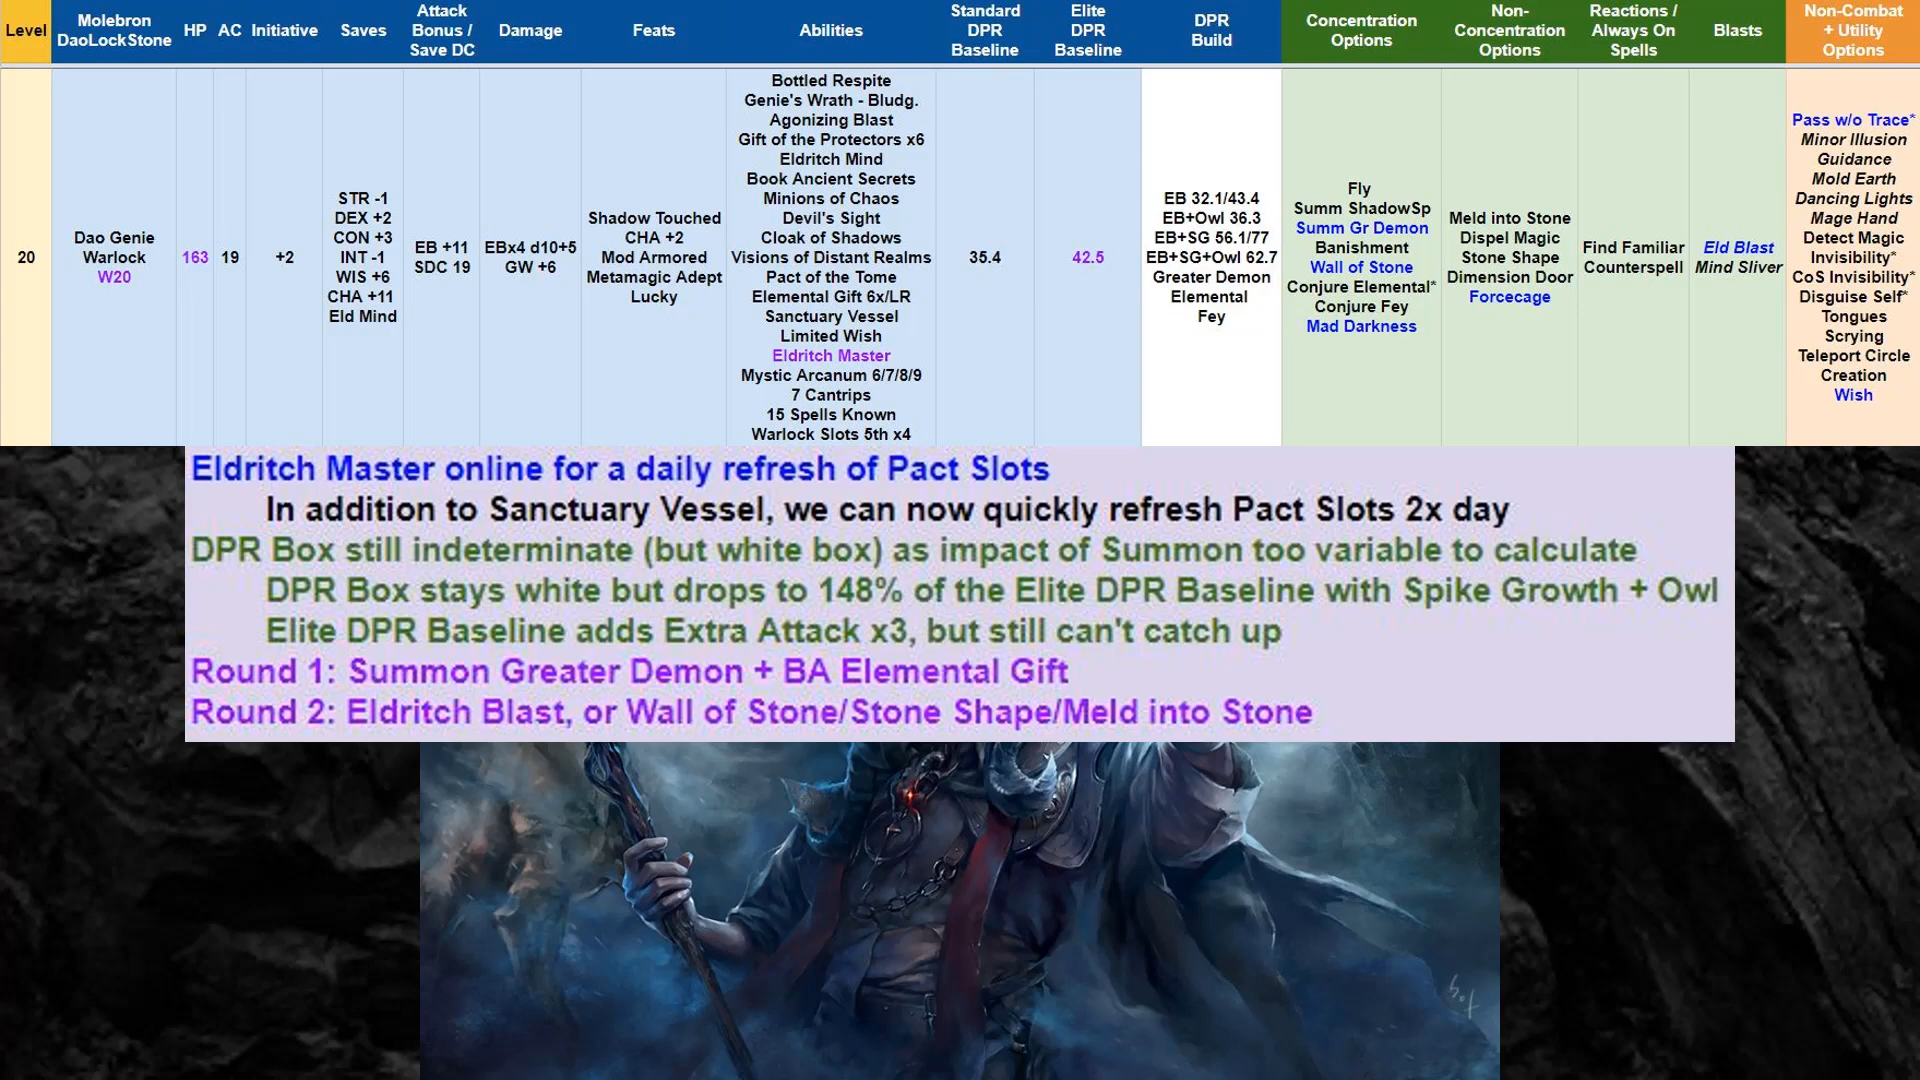 Level
Molebron
DaoLockStone
HP
AC
Initiative
Saves
Attack
Bonus /
Save DC
Damage
Feats
Abilities
Standard
DPR
Baseline
Elite
DPR
Baseline
DPR
Build
Concentration
Options
Non-
Concentration
Options
Reactions /
Always On
Spells
Blasts
Non-Combat
+ Utility
Options
20
Dao Genie
Warlock
W20
163
19
+2
STR -1
DEX +2
CON +3
INT -1
WIS +6
CHA +11
Eld Mind
EB +11
SDC 19
EBx4 d10+5
GW +6
Shadow Touched
CHA +2
Mod Armored
Metamagic Adept
Lucky
Bottled Respite
Genie's Wrath - Bludg.
Agonizing Blast
Gift of the Protectors x6
Eldritch Mind
Book Ancient Secrets
Minions of Chaos
Devil's Sight
Cloak of Shadows
Visions of Distant Realms
Pact of the Tome
Elemental Gift 6x/LR
Sanctuary Vessel
Limited Wish
Eldritch Master
Mystic Arcanum 6/7/8/9
7 Cantrips
15 Spells Known
Warlock Slots 5th x4
35.4
42.5
EB 32.1/43.4
EB+Owl 36.3
EB+SG 56.1/77
EB+SG+Owl 62.7
Greater Demon
Elemental
Fey
Fly
Summ ShadowSp
Summ Gr Demon
Banishment
Wall of Stone
Conjure Elemental*
Conjure Fey
Mad Darkness
Meld into Stone
Dispel Magic
Stone Shape
Dimension Door
Forcecage
Find Familiar
Counterspell
Eld Blast
Mind Sliver
Pass w/o Trace*
Minor Illusion
Guidance
Mold Earth
Dancing Lights
Mage Hand
Detect Magic
Invisibility*
CoS Invisibility*
Disguise Self*
Tongues
Scrying
Teleport Circle
Creation
Wish
Eldritch Master online for a daily refresh of Pact Slots
In addition to Sanctuary Vessel, we can now quickly refresh Pact Slots 2x day
DPR Box still indeterminate (but white box) as impact of Summon too variable to calculate
DPR Box stays white but drops to 148% of the Elite DPR Baseline with Spike Growth + Owl
Elite DPR Baseline adds Extra Attack x3, but still can't catch up
Round 1: Summon Greater Demon + BA Elemental Gift
Round 2: Eldritch Blast, or Wall of Stone/Stone Shape/Meld into Stone